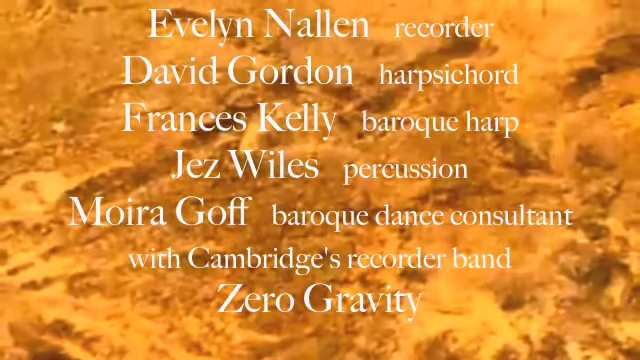 Evelyn Nallen recorder
David Gordon harpsichord
Frances Kelly baroque harp
Jez Wiles percussion
Moira Goff baroque dance consultant
with Cambridge's recorder band
Zero Gravity